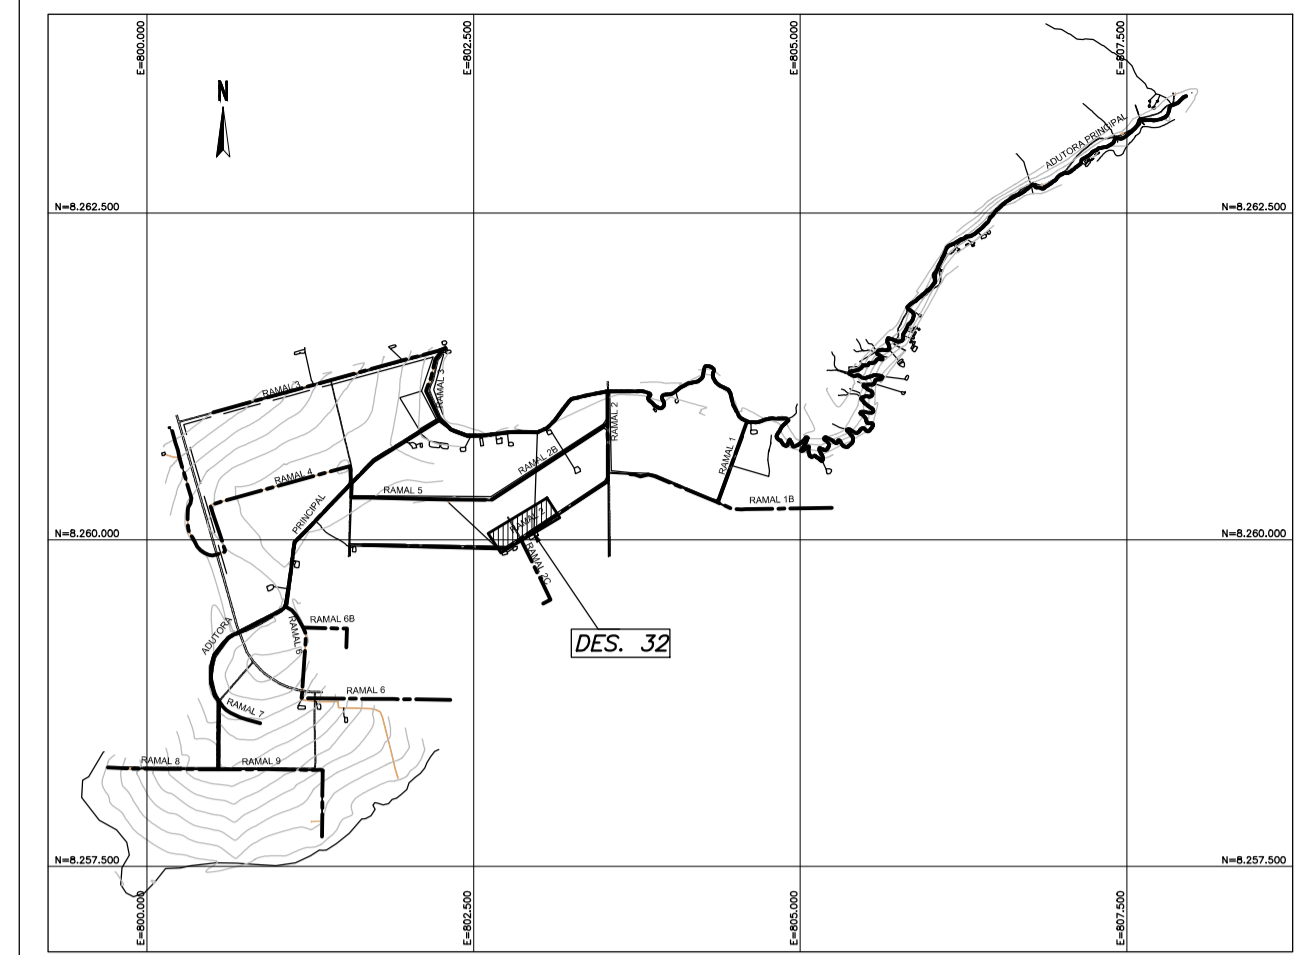 E=800.000
E=802.500
E=805.000
E=807.500
N
ADUTORA PRINCIPAL
N=8.262.500
N=8.262.500
RAMAL 3
RAMAL 3
RAMAL 2
RAMAL 1
RAMAL 2B
RAMAL 4
RAMAL 5
RAMAL 1B
PRINCIPAL
RAMAL 2
N=8.260.000
N=8.260.000
RAMAL 2C
ADUTORA
RAMAL 6
RAMAL 6B
DES. 32
RAMAL 6
RAMAL 7
RAMAL 8
RAMAL 9
N=8.257.500
N=8.257.500
E=800.000
E=802.500
E=805.000
E=807.500